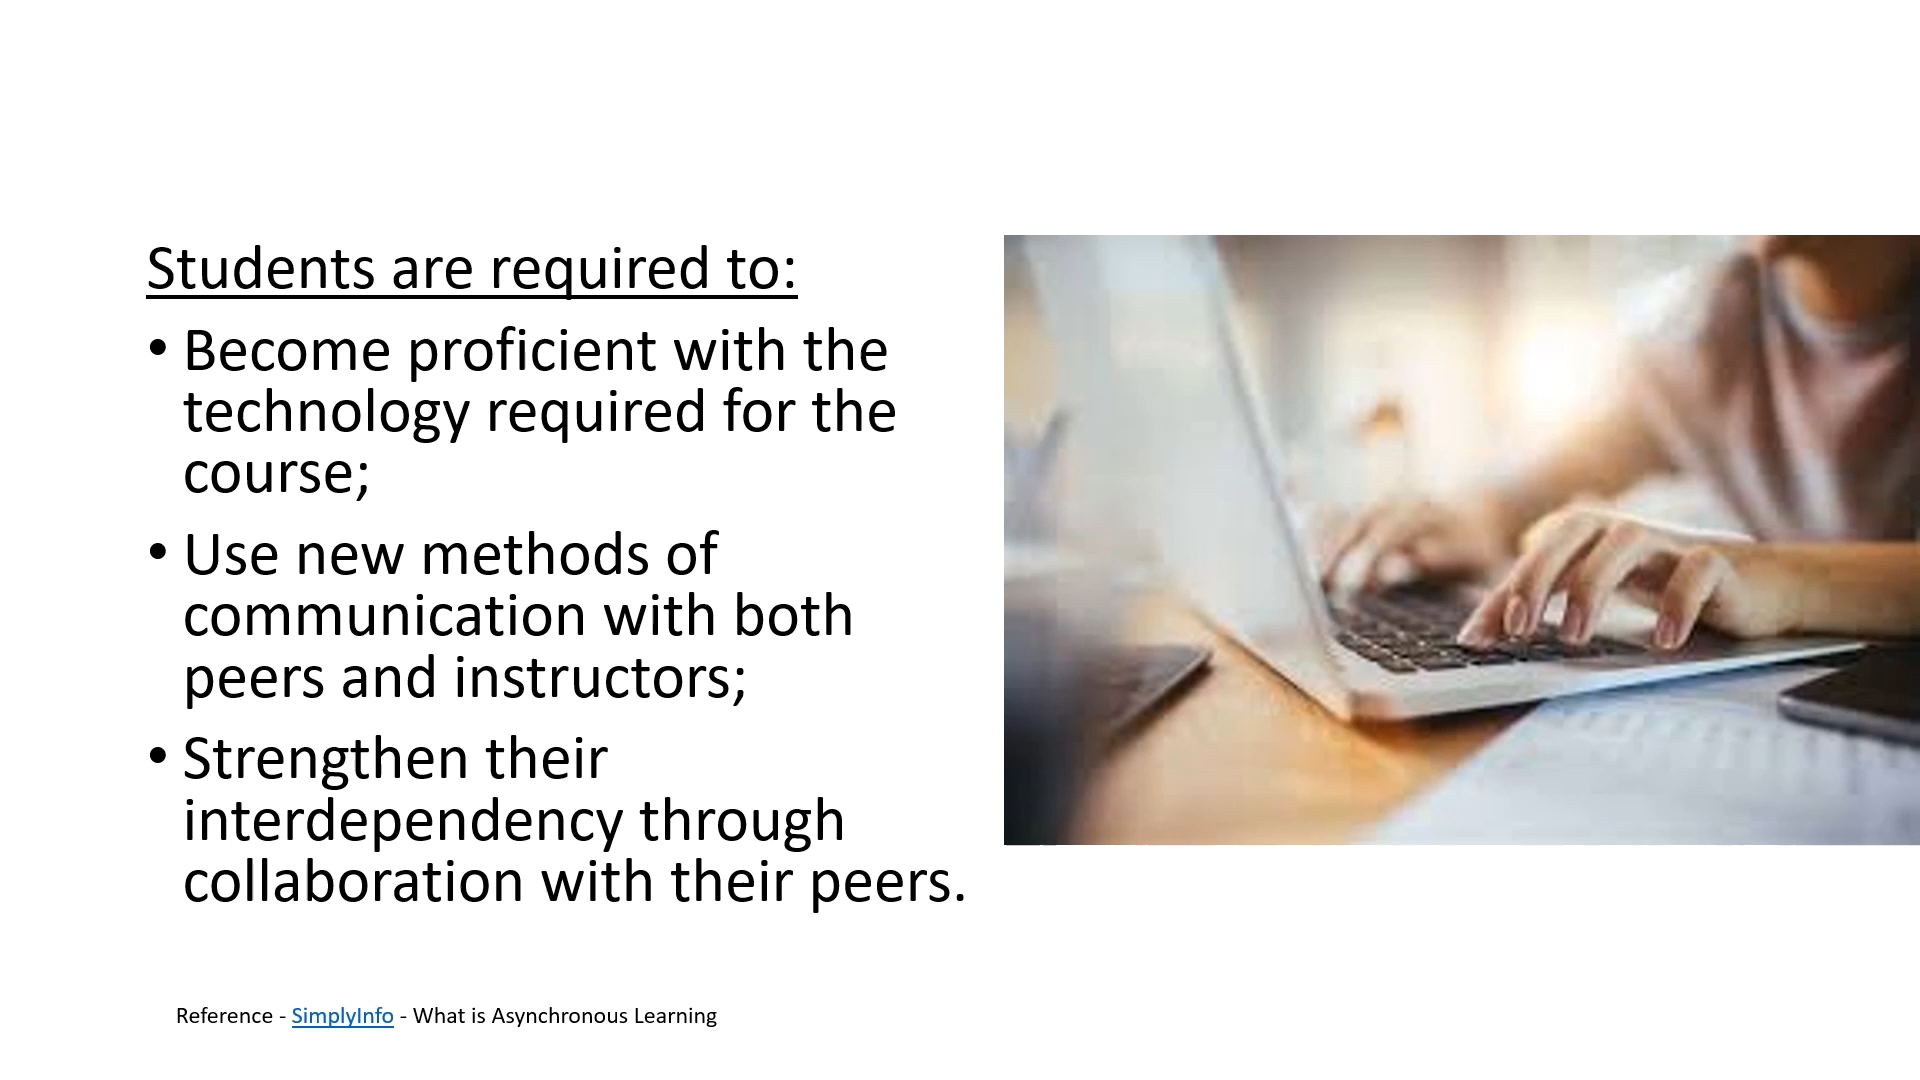 Students are required to:
• Become proficient with the
technology required for the
course;
• Use new methods of
communication with both
peers and instructors;
• Strengthen their
interdependency through
collaboration with their peers.
Reference - SimplyInfo - What is Asynchronous Learning